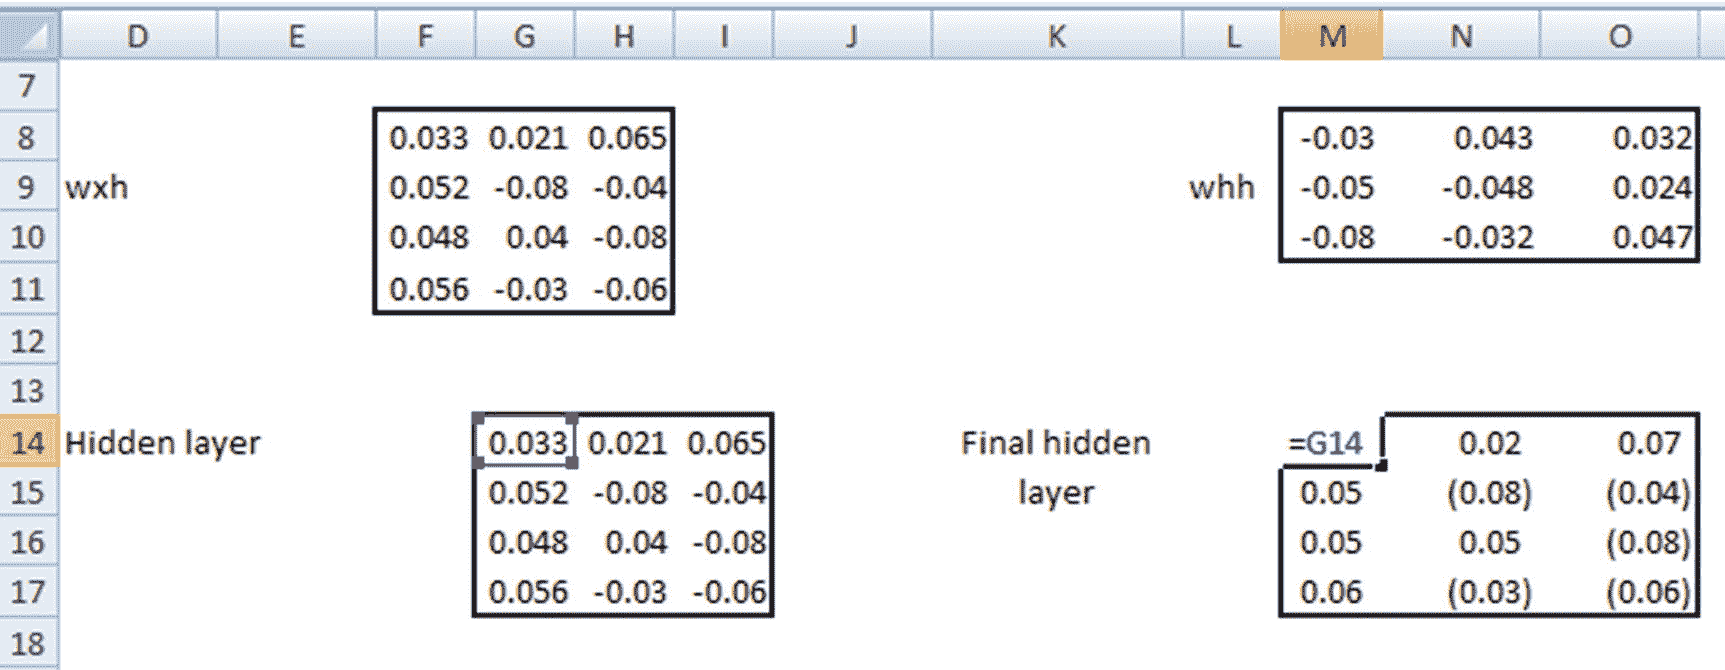 D E F G H I J K L M N O
7
8 0.033 0.021 0.065 -0.03 0.043 0.032
9 wxh 0.052 -0.08 -0.04 whh -0.05 -0.048 0.024
10 0.048 0.04 -0.08 -0.08 -0.032 0.047
11 0.056 -0.03 -0.06
12
13
14 Hidden layer 0.033 0.021 0.065 Final hidden =G14 0.02 0.07
15 0.052 -0.08 -0.04 layer 0.05 (0.08) (0.04)
16 0.048 0.04 -0.08 0.05 0.05 (0.08)
17 0.056 -0.03 -0.06 0.06 (0.03) (0.06)
18